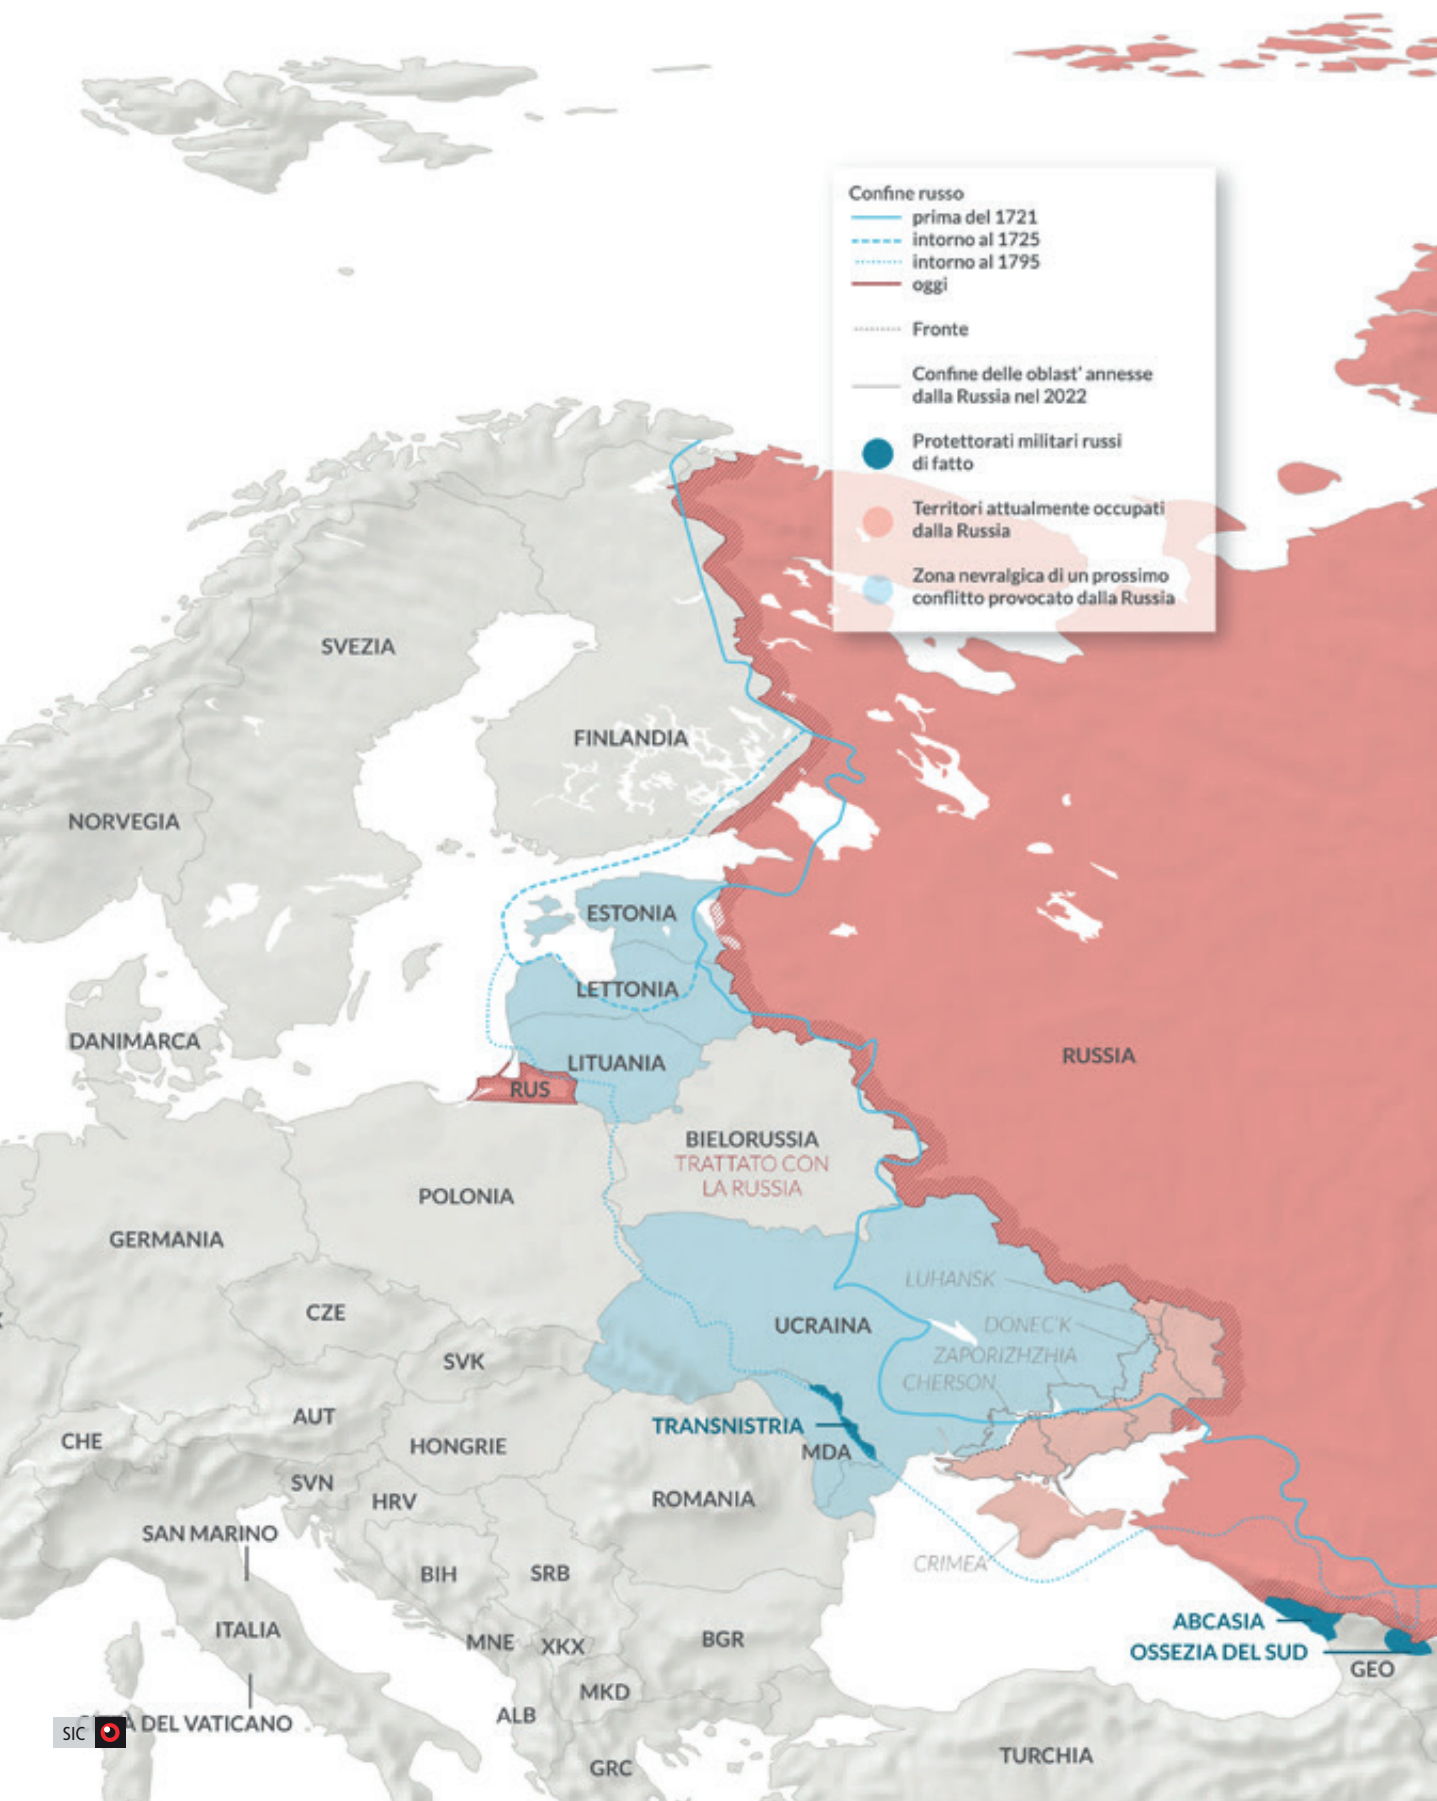 Confine russo
prima del 1721
intorno al 1725
intorno al 1795
oggi
Fronte
Confine delle oblast’ annesse
dalla Russia nel 2022
Protettorati militari russi
di fatto
Territori attualmente occupati
dalla Russia
Zona nevralgica di un prossimo
conflitto provocato dalla Russia
SVEZIA
FINLANDIA
NORVEGIA
ESTONIA
LETTONIA
DANIMARCA
LITUANIA
RUSSIA
RUS
BIELORUSSIA
TRATTATO CON
LA RUSSIA
POLONIA
GERMANIA
LUHANSK
CZE
UCRAINA
DONEC'K
ZAPORIZHZHIA
SVK
CHERSON
AUT
TRANSNISTRIA
CHE
HONGRIE
MDA
SVN
HRV
ROMANIA
SAN MARINO
CRIMEA
BIH
SRB
ABCASIA
ITALIA
MNE
XKX
BGR
OSSEZIA DEL SUD
GEO
MKD
ALB
DEL VATICANO
SIC
TURCHIA
GRC